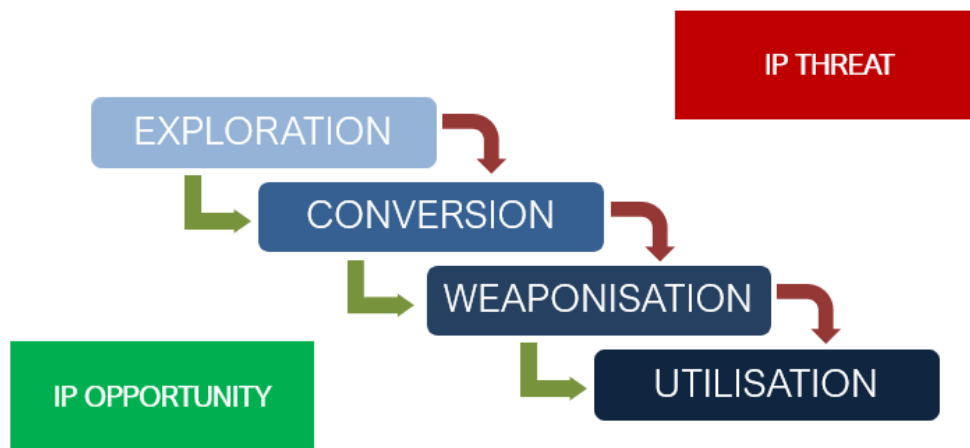 IP THREAT
EXPLORATION
CONVERSION
WEAPONISATION
UTILISATION
IP OPPORTUNITY